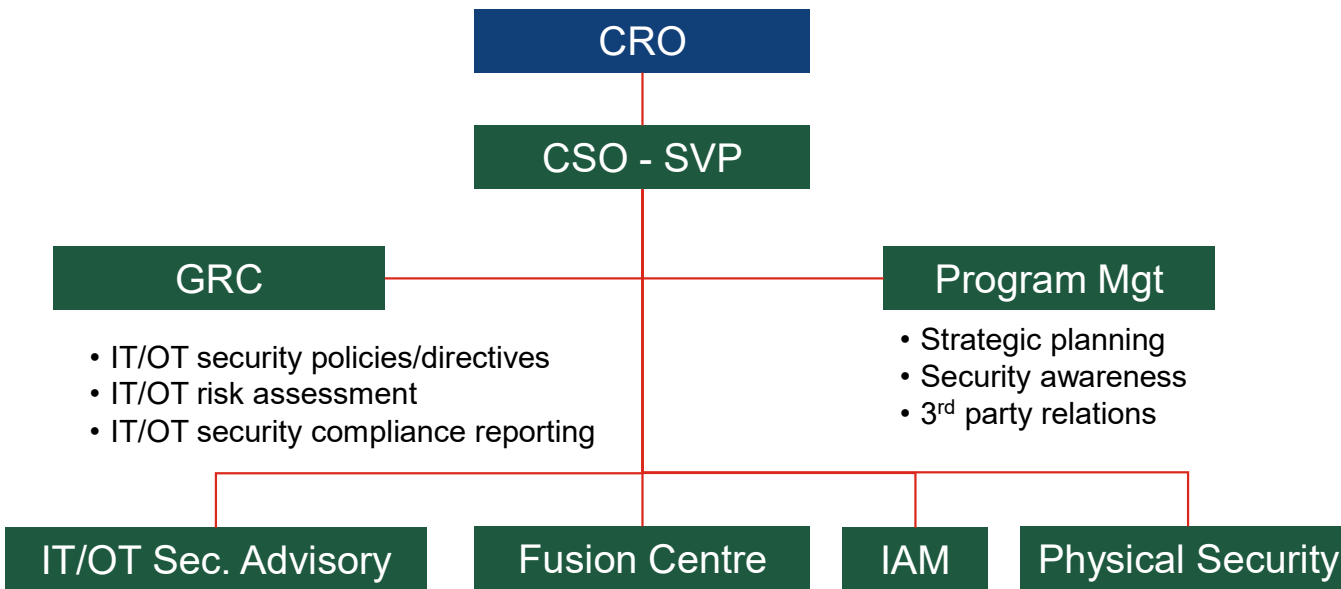 CRO
CSO - SVP
GRC
Program Mgt
• IT/OT security policies/directives
• IT/OT risk assessment
• IT/OT security compliance reporting
• Strategic planning
• Security awareness
• 3rd party relations
IT/OT Sec. Advisory
Fusion Centre
IAM
Physical Security